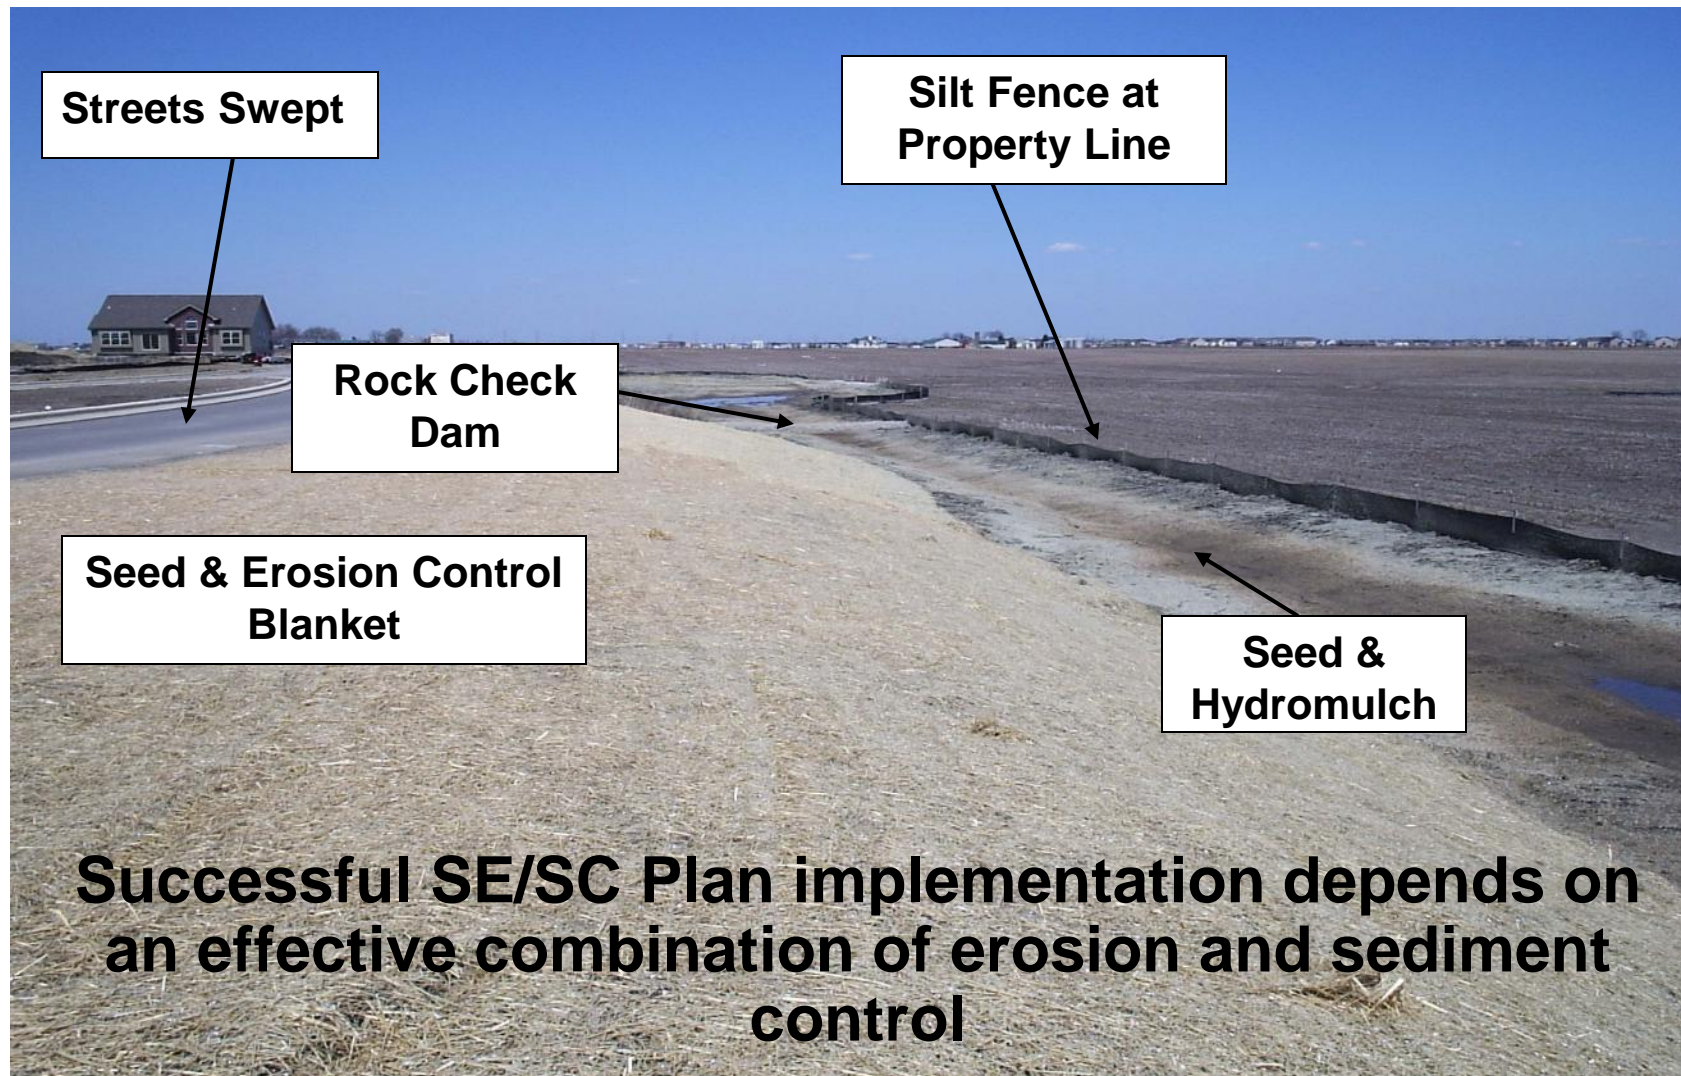 Streets Swept
Silt Fence at
Property Line
Rock Check
Dam
Seed & Erosion Control
Blanket
Seed &
Hydromulch
Successful SE/SC Plan implementation depends on
an effective combination of erosion and sediment
control